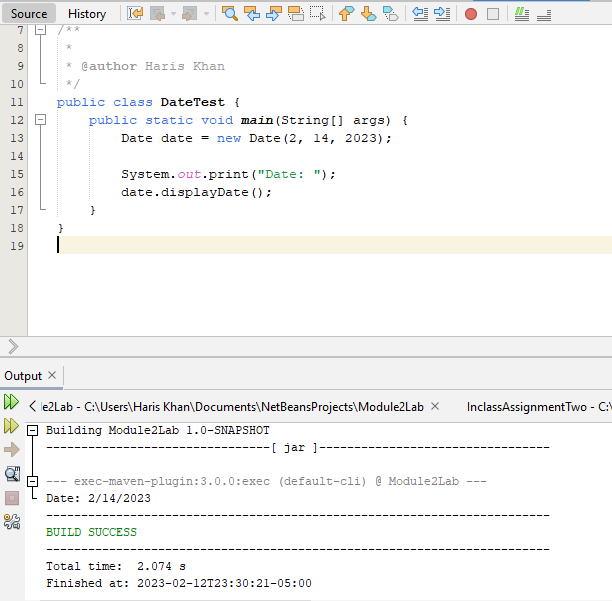 Source History
7 /**
8 *
9 * @author Haris Khan
10 */
11 public class DateTest {
12 public static void main(String[] args) {
13 Date date = new Date(2, 14, 2023);
14
15 System.out.print("Date: ");
16 date.displayDate();
17 }
18 }
19
Output
e2Lab - C:\Users\Haris Khan\Documents\NetBeansProjects\Module2Lab InclassAssignmentTwo - C:\
Building Module2Lab 1.0-SNAPSHOT
--------------------------------[ jar ]---------------------------------
--- exec-maven-plugin:3.0.0:exec (default-cli) @ Module2Lab ---
Date: 2/14/2023
------------------------------------------------------------------------
BUILD SUCCESS
------------------------------------------------------------------------
Total time:  2.074 s
Finished at: 2023-02-12T23:30:21-05:00